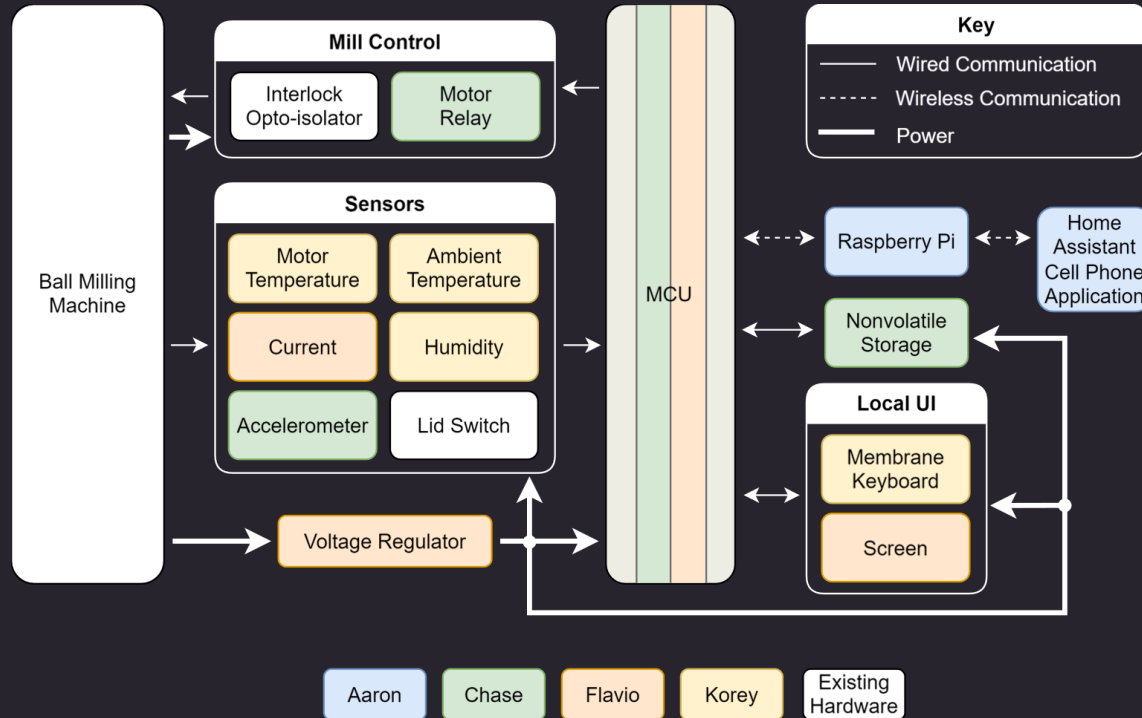 Mill Control
Interlock
Opto-isolator
Motor
Relay
Key
Wired Communication
Wireless Communication
Power
Sensors
Motor
Temperature
Ambient
Temperature
Current
Humidity
Accelerometer
Lid Switch
Ball Milling
Machine
MCU
Raspberry Pi
Home
Assistant
Cell Phone
Application
Nonvolatile
Storage
Local UI
Membrane
Keyboard
Screen
Voltage Regulator
Aaron
Chase
Flavio
Korey
Existing
Hardware